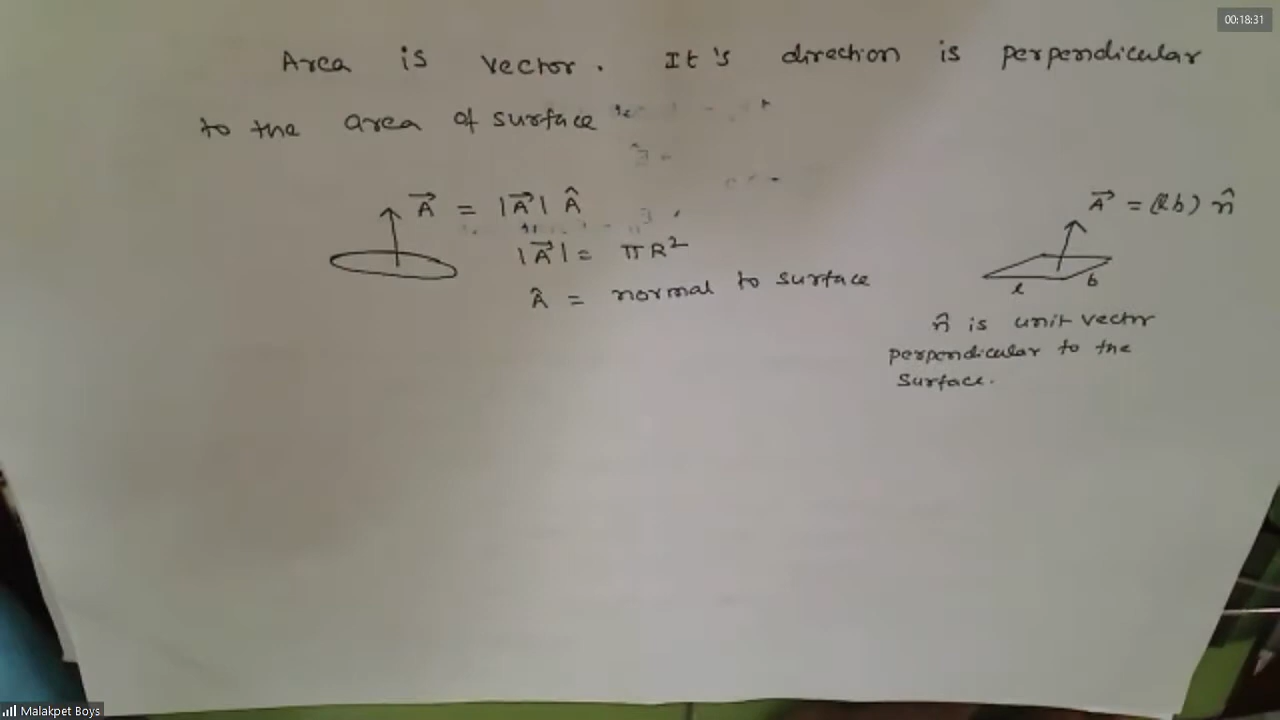 00:18:31
Area is vector. It's direction is perpendicular
to the area of surface
A⃗ = |A⃗| Â
|A⃗| = πR²
Â = normal to surface
A⃗ = (lb) n̂
l b
n̂ is unit vector
perpendicular to the
surface.
Malakpet Boys